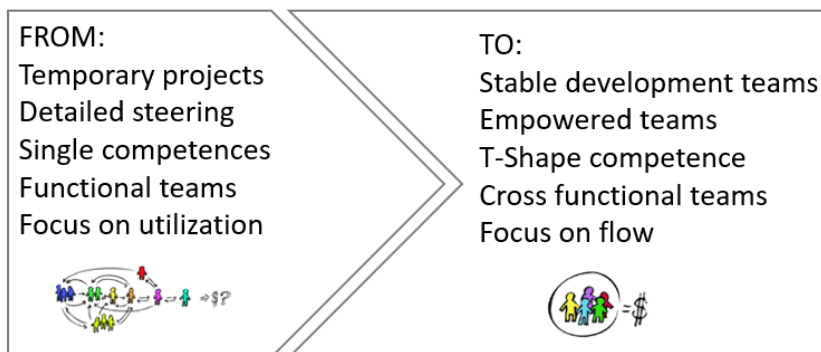 FROM:
Temporary projects
Detailed steering
Single competences
Functional teams
Focus on utilization
→$?
TO:
Stable development teams
Empowered teams
T-Shape competence
Cross functional teams
Focus on flow
=$